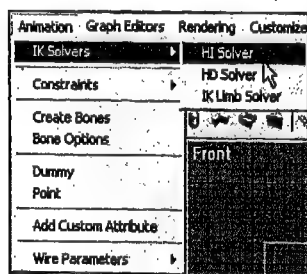 Animation Graph Editors Rendering Customize
IK Solvers HI Solver
HD Solver
Constraints IK Limb Solver
Create Bones
Bone Options
Front
Dummy
Point
Add Custom Attribute
Wire Parameters